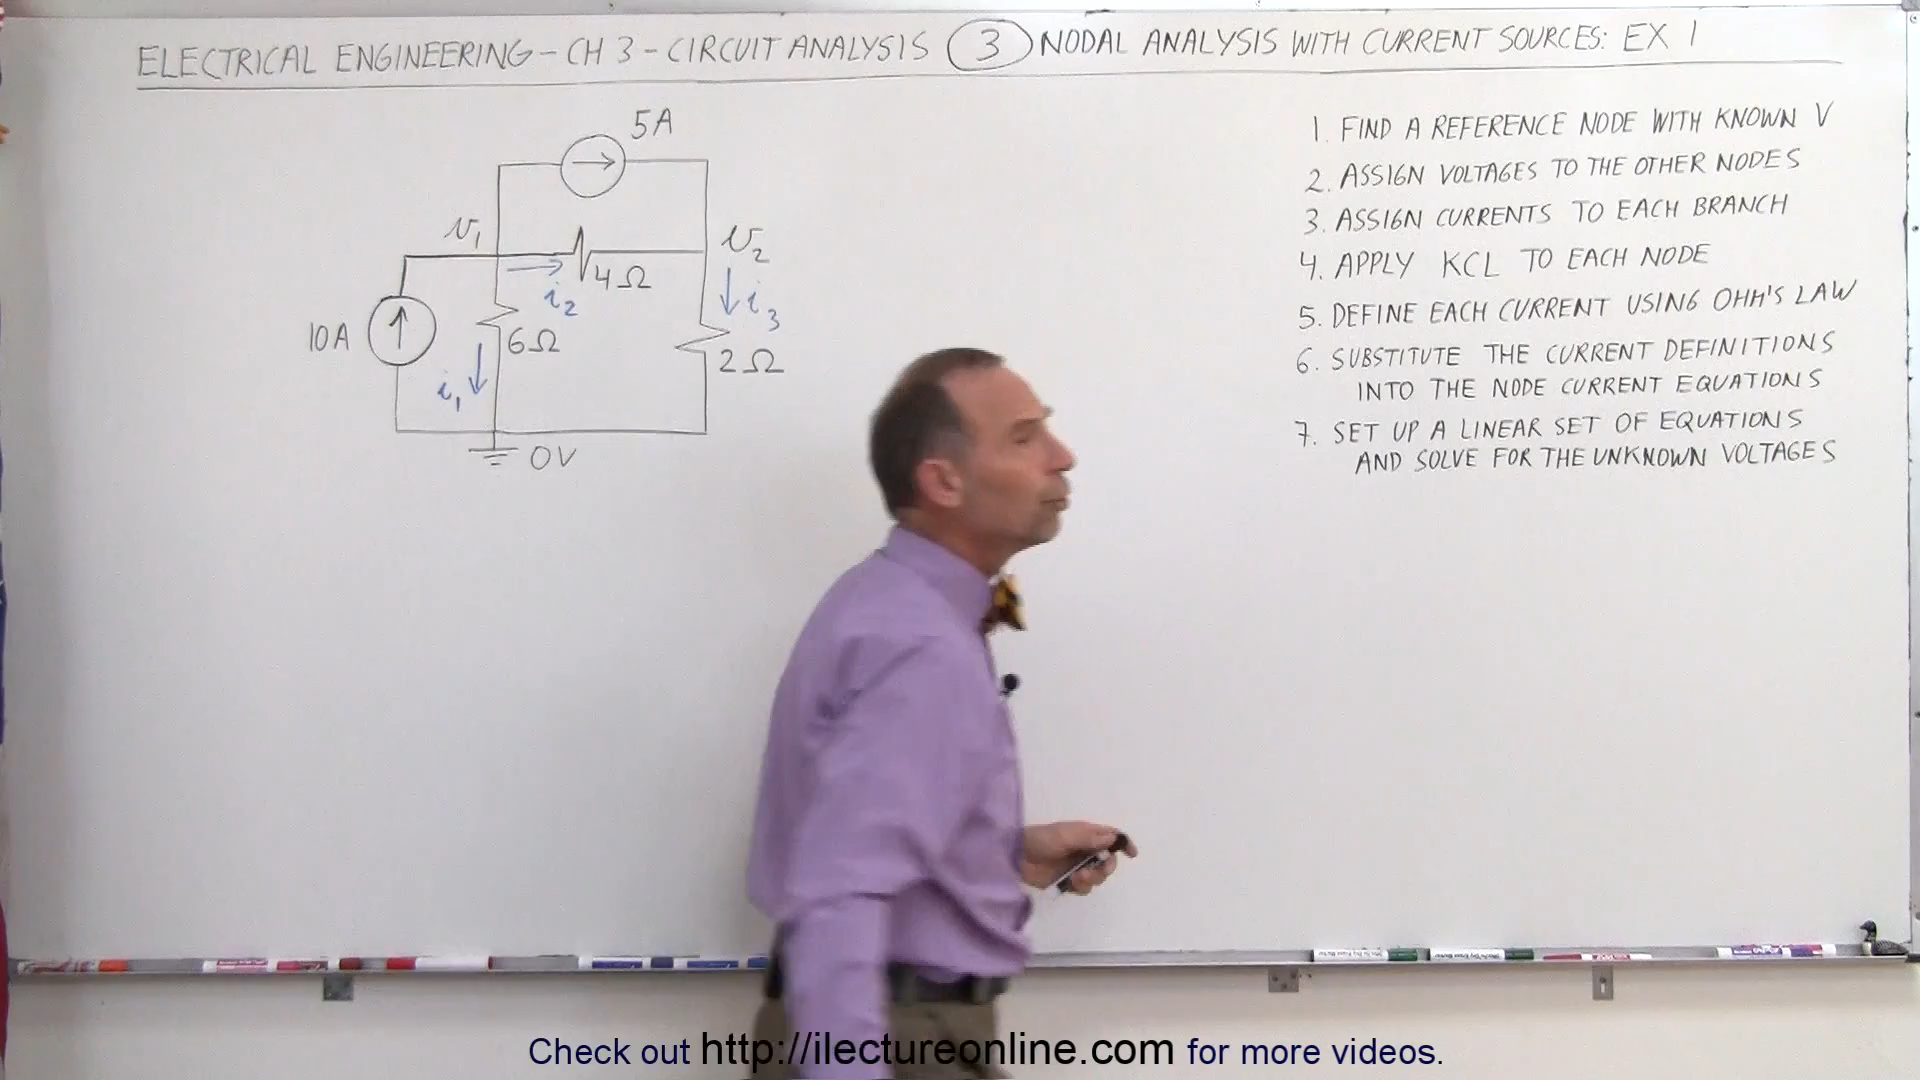 ELECTRICAL ENGINEERING - CH 3 - CIRCUIT ANALYSIS 3 NODAL ANALYSIS WITH CURRENT SOURCES: EX 1
5A
v1
v2
4Ω
i2
i3
10A
6Ω
2Ω
i1
0V
1. FIND A REFERENCE NODE WITH KNOWN V
2. ASSIGN VOLTAGES TO THE OTHER NODES
3. ASSIGN CURRENTS TO EACH BRANCH
4. APPLY KCL TO EACH NODE
5. DEFINE EACH CURRENT USING OHH'S LAW
6. SUBSTITUTE THE CURRENT DEFINITIONS
INTO THE NODE CURRENT EQUATIONS
7. SET UP A LINEAR SET OF EQUATIONS
AND SOLVE FOR THE UNKNOWN VOLTAGES
Check out http://ilectureonline.com for more videos.